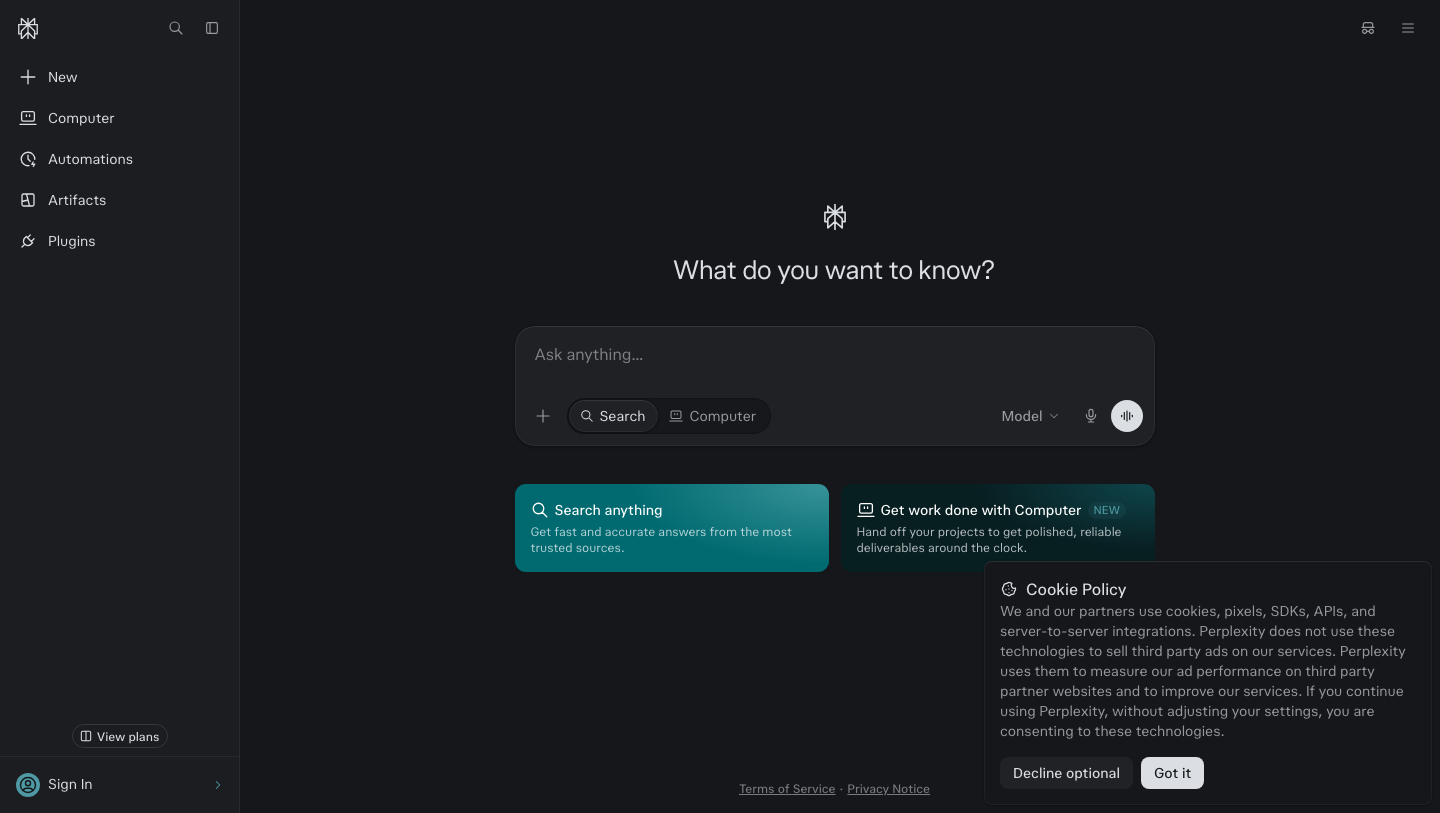 New
Computer
Automations
Artifacts
Plugins
View plans
Sign In
What do you want to know?
Ask anything...
Search
Computer
Model
Search anything
Get fast and accurate answers from the most
trusted sources.
Get work done with Computer NEW
Hand off your projects to get polished, reliable
deliverables around the clock.
Cookie Policy
We and our partners use cookies, pixels, SDKs, APIs, and
server-to-server integrations. Perplexity does not use these
technologies to sell third party ads on our services. Perplexity
uses them to measure our ad performance on third party
partner websites and to improve our services. If you continue
using Perplexity, without adjusting your settings, you are
consenting to these technologies.
Decline optional
Got it
Terms of Service · Privacy Notice